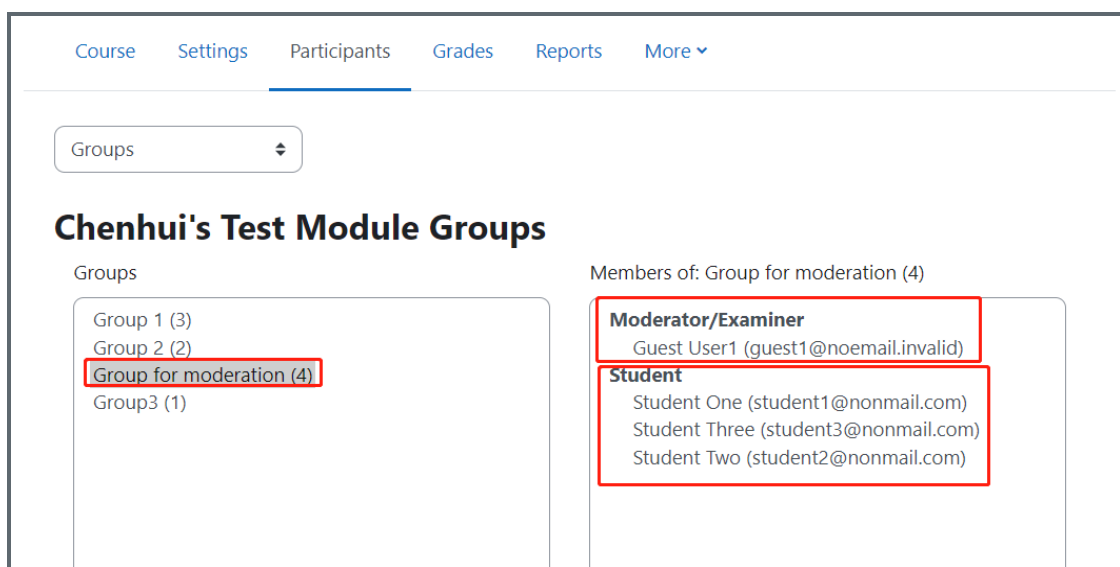 Course Settings Participants Grades Reports More
Groups
Chenhui's Test Module Groups
Groups
Group 1 (3)
Group 2 (2)
Group for moderation (4)
Group3 (1)
Members of: Group for moderation (4)
Moderator/Examiner
Guest User1 (guest1@noemail.invalid)
Student
Student One (student1@nonmail.com)
Student Three (student3@nonmail.com)
Student Two (student2@nonmail.com)